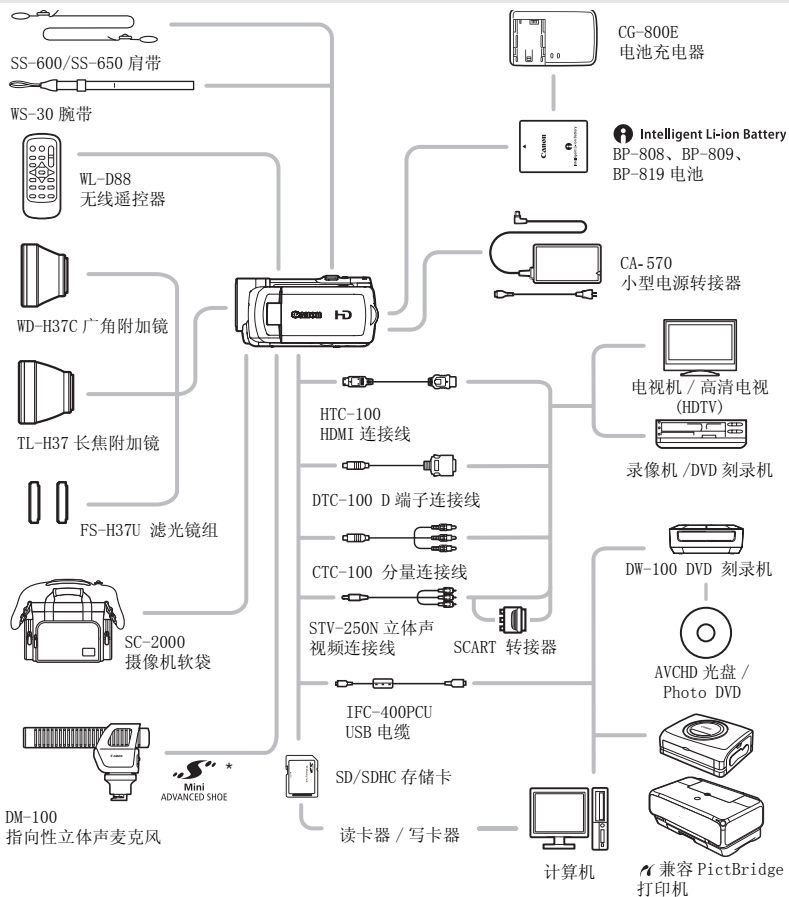 SS-600/SS-650 肩带
WS-30 腕带
WL-D88
无线遥控器
WD-H37C 广角附加镜
TL-H37 长焦附加镜
FS-H37U 滤光镜组
SC-2000
摄像机软袋
DM-100
指向性立体声麦克风
Mini
ADVANCED SHOE
*
Canon HD
CG-800E
电池充电器
Canon
Intelligent Li-ion Battery
Intelligent Li-ion Battery
BP-808、BP-809、
BP-819 电池
CA-570
小型电源转接器
HTC-100
HDMI 连接线
DTC-100 D 端子连接线
CTC-100 分量连接线
STV-250N 立体声
视频连接线
SCART 转接器
IFC-400PCU
USB 电缆
SD/SDHC 存储卡
读卡器 / 写卡器
电视机 / 高清电视
(HDTV)
录像机 /DVD 刻录机
DW-100 DVD 刻录机
AVCHD 光盘 /
Photo DVD
计算机
兼容 PictBridge
打印机